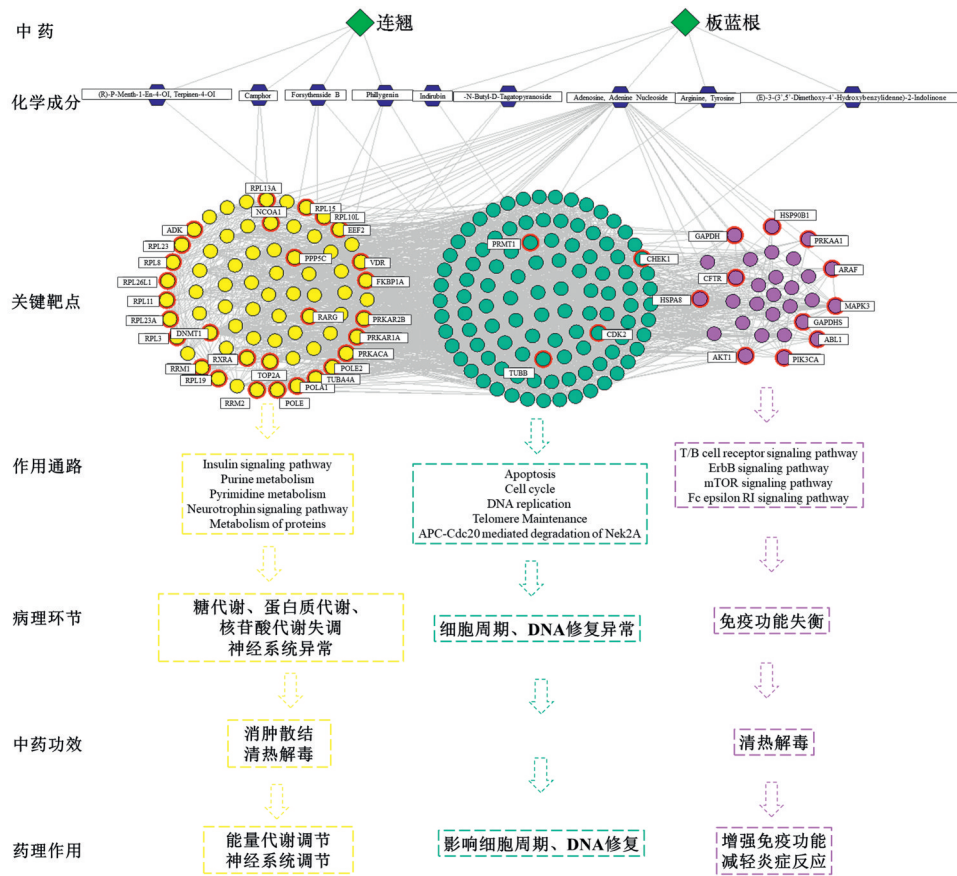 中 药
连翘
板蓝根
化学成分
(R)-P-Menth-1-En-4-Ol, Terpinen-4-Ol
Camphor
Forsythenside B
Phillygenin
Indirubin
-N-Butyl-D-Tagatopyranoside
Adenosine, Adenine Nucleoside
Arginine, Tyrosine
(E)-3-(3',5'-Dimethoxy-4'-Hydroxybenzylidenne)-2-Indolinone
关键靶点
RPL13A
NCOA1
RPL15
RPL10L
EEF2
ADK
RPL23
RPL8
PPP5C
VDR
RPL26L1
FKBP1A
RPL11
RPL23A
RARG
PRKAR2B
RPL3
DNMT1
PRKAR1A
RXRA
PRKACA
RRM1
TOP2A
POLE2
RPL19
TUBA4A
POLA1
RRM2
POLE
PRMT1
CHEK1
CDK2
TUBB
HSP90B1
GAPDH
PRKAA1
CFTR
ARAF
HSPA8
MAPK3
GAPDHS
ABL1
AKT1
PIK3CA
作用通路
Insulin signaling pathway
Purine metabolism
Pyrimidine metabolism
Neurotrophin signaling pathway
Metabolism of proteins
Apoptosis
Cell cycle
DNA replication
Telomere Maintenance
APC-Cdc20 mediated degradation of Nek2A
T/B cell receptor signaling pathway
ErbB signaling pathway
mTOR signaling pathway
Fc epsilon RI signaling pathway
病理环节
糖代谢、蛋白质代谢、
核苷酸代谢失调
神经系统异常
细胞周期、DNA修复异常
免疫功能失衡
中药功效
消肿散结
清热解毒
清热解毒
药理作用
能量代谢调节
神经系统调节
影响细胞周期、DNA修复
增强免疫功能
减轻炎症反应